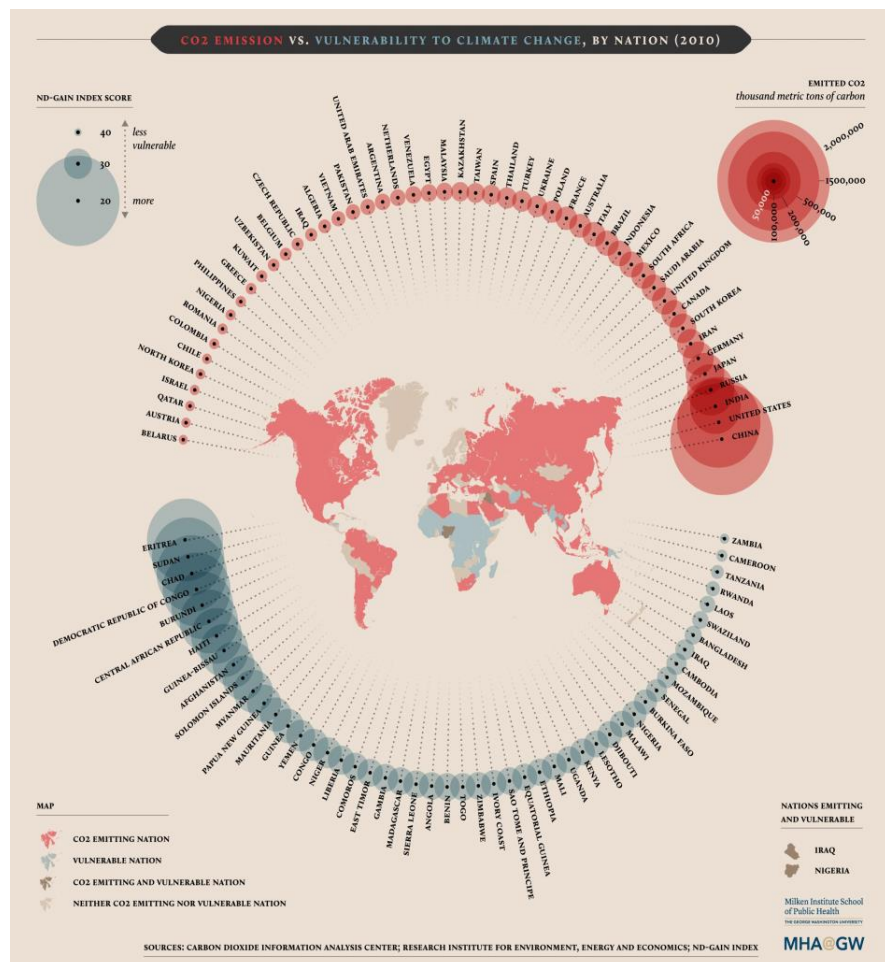 CO2 EMISSION VS. VULNERABILITY TO CLIMATE CHANGE, BY NATION (2010)
ND-GAIN INDEX SCORE
40
less
vulnerable
30
20
more
EMITTED CO2
thousand metric tons of carbon
2,000,000
1500,000
500,000
200,000
100,000
50,000
BELARUS
AUSTRIA
QATAR
ISRAEL
NORTH KOREA
CHILE
COLOMBIA
ROMANIA
NIGERIA
PHILIPPINES
GREECE
KUWAIT
UZBEKISTAN
BELGIUM
CZECH REPUBLIC
IRAQ
ALGERIA
VIETNAM
PAKISTAN
UNITED ARAB EMIRATES
ARGENTINA
NETHERLANDS
VENEZUELA
EGYPT
MALAYSIA
KAZAKHSTAN
TAIWAN
SPAIN
THAILAND
TURKEY
UKRAINE
POLAND
FRANCE
AUSTRALIA
ITALY
BRAZIL
INDONESIA
MEXICO
SOUTH AFRICA
SAUDI ARABIA
UNITED KINGDOM
CANADA
SOUTH KOREA
IRAN
GERMANY
JAPAN
RUSSIA
INDIA
UNITED STATES
CHINA
ERITREA
SUDAN
CHAD
DEMOCRATIC REPUBLIC OF CONGO
BURUNDI
CENTRAL AFRICAN REPUBLIC
HAITI
GUINEA-BISSAU
AFGHANISTAN
SOLOMON ISLANDS
MYANMAR
PAPUA NEW GUINEA
MAURITANIA
GUINEA
YEMEN
CONGO
NIGER
LIBERIA
COMOROS
EAST TIMOR
GAMBIA
MADAGASCAR
SIERRA LEONE
ANGOLA
BENIN
TOGO
ZIMBABWE
IVORY COAST
SAO TOME AND PRINCIPE
EQUATORIAL GUINEA
ETHIOPIA
MALI
UGANDA
KENYA
LESOTHO
DJIBOUTI
MALAWI
NIGERIA
BURKINA FASO
SENEGAL
MOZAMBIQUE
CAMBODIA
IRAQ
BANGLADESH
SWAZILAND
LAOS
RWANDA
TANZANIA
CAMEROON
ZAMBIA
MAP
CO2 EMITTING NATION
VULNERABLE NATION
CO2 EMITTING AND VULNERABLE NATION
NEITHER CO2 EMITTING NOR VULNERABLE NATION
NATIONS EMITTING
AND VULNERABLE
IRAQ
NIGERIA
Milken Institute School
of Public Health
THE GEORGE WASHINGTON UNIVERSITY
MHA@GW
SOURCES: CARBON DIOXIDE INFORMATION ANALYSIS CENTER; RESEARCH INSTITUTE FOR ENVIRONMENT, ENERGY AND ECONOMICS; ND-GAIN INDEX